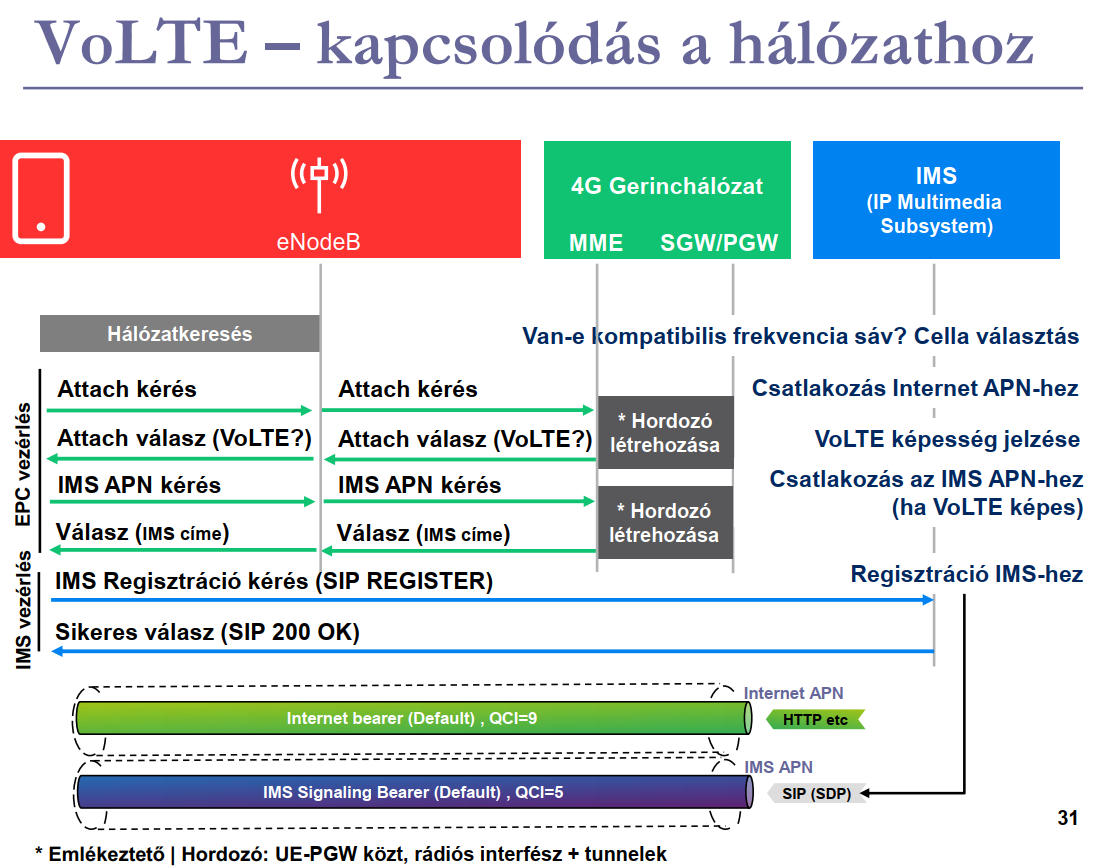 VoLTE – kapcsolódás a hálózathoz
eNodeB
4G Gerinchálózat
MME SGW/PGW
IMS
(IP Multimedia
Subsystem)
Hálózatkeresés
Van-e kompatibilis frekvencia sáv? Cella választás
EPC vezérlés
Attach kérés
Attach kérés
Csatlakozás Internet APN-hez
* Hordozó
létrehozása
Attach válasz (VoLTE?)
Attach válasz (VoLTE?)
VoLTE képesség jelzése
IMS APN kérés
IMS APN kérés
Csatlakozás az IMS APN-hez
(ha VoLTE képes)
* Hordozó
létrehozása
Válasz (IMS címe)
Válasz (IMS címe)
IMS vezérlés
IMS Regisztráció kérés (SIP REGISTER)
Regisztráció IMS-hez
Sikeres válasz (SIP 200 OK)
Internet APN
Internet bearer (Default) , QCI=9
HTTP etc
IMS APN
IMS Signaling Bearer (Default) , QCI=5
SIP (SDP)
31
* Emlékeztető | Hordozó: UE-PGW közt, rádiós interfész + tunnelek